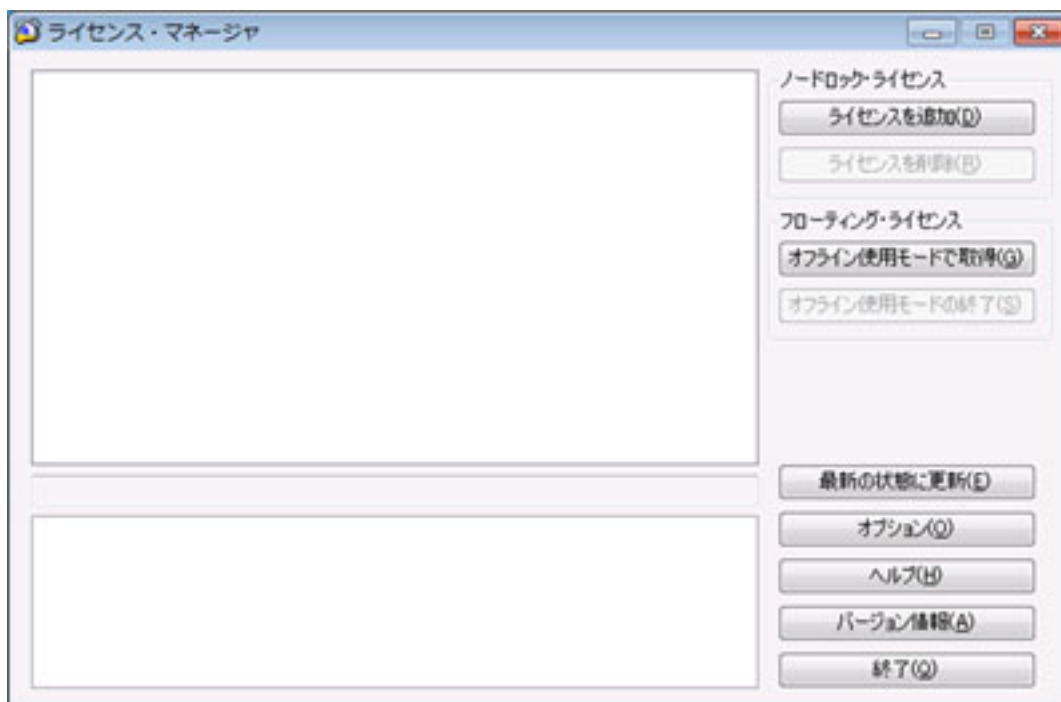 ライセンス・マネージャ
ノードロック・ライセンス
ライセンスを追加(D)
ライセンスを削除(R)
フローティング・ライセンス
オフライン使用モードで取得(G)
オフライン使用モードの終了(S)
最新の状態に更新(E)
オプション(O)
ヘルプ(H)
バージョン情報(A)
終了(Q)